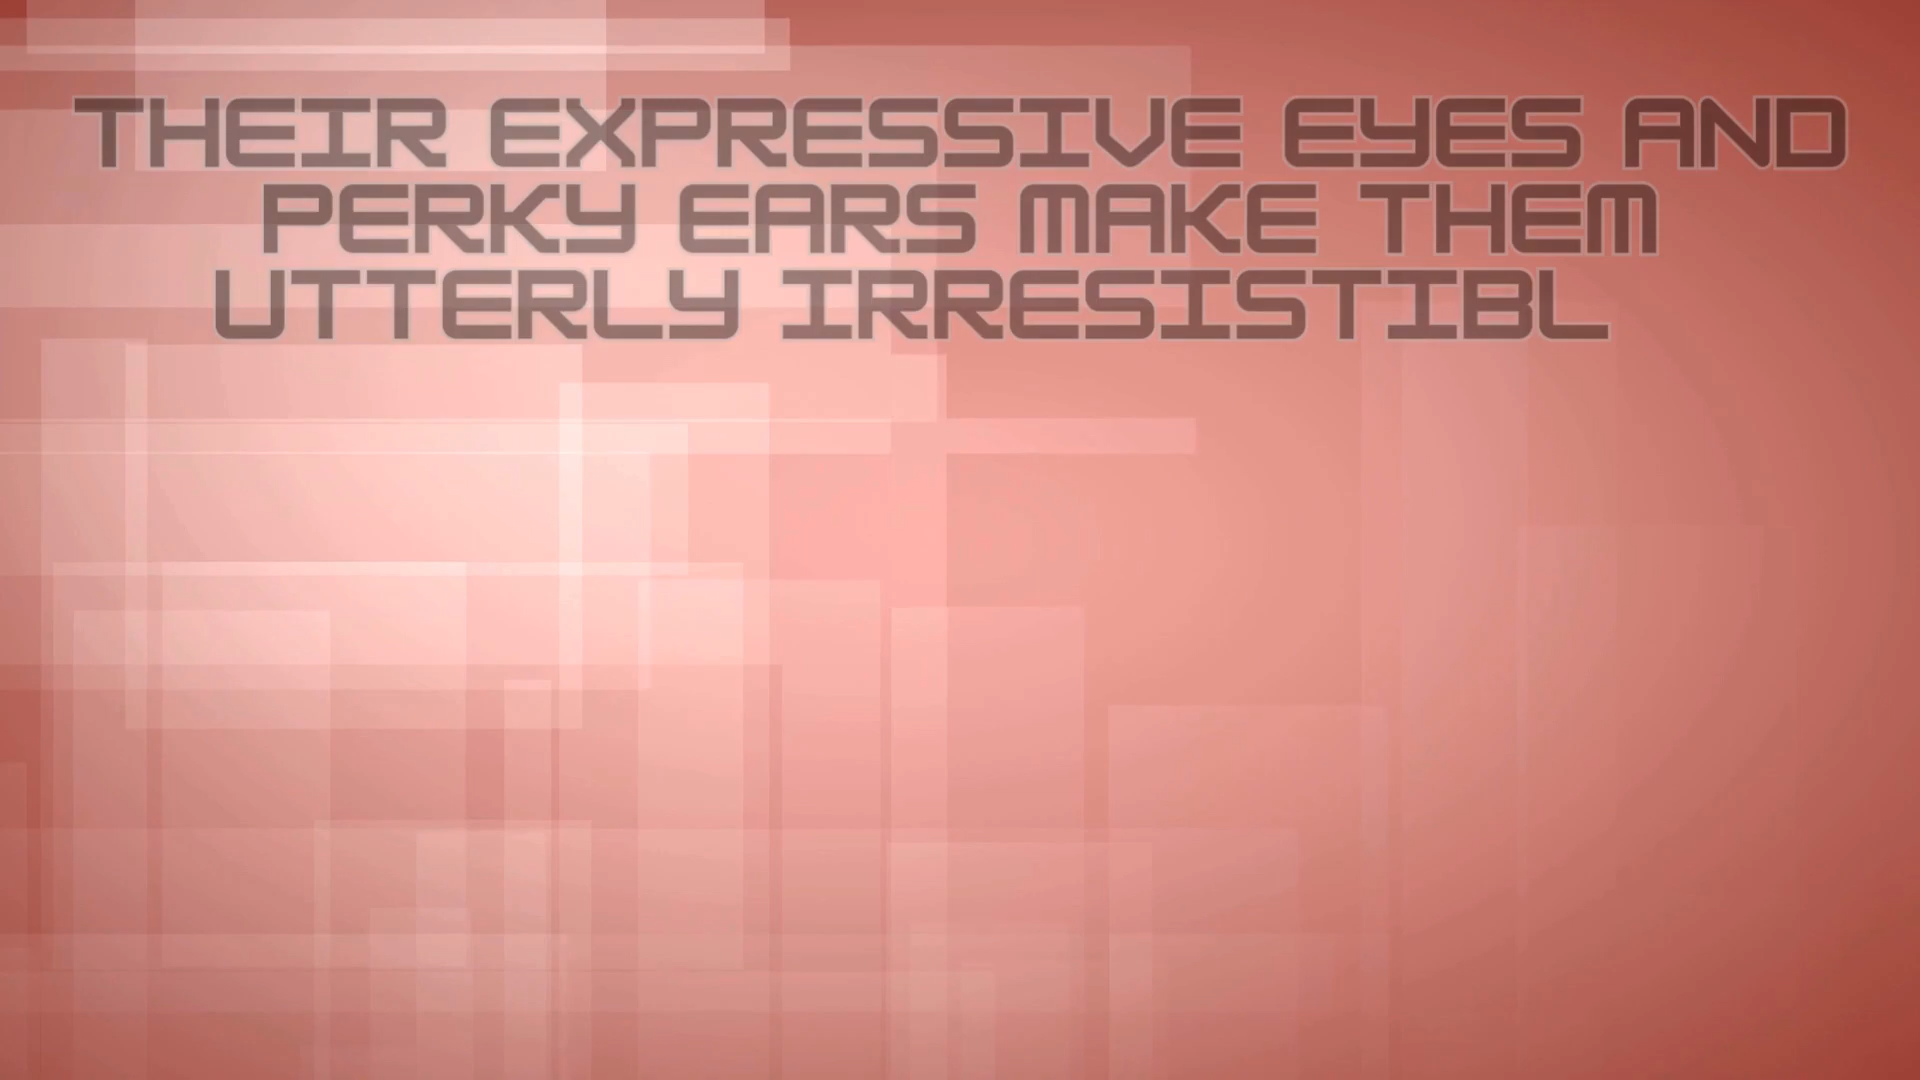 THEIR EXPRESSIVE EYES AND
PERKY EARS MAKE THEM
UTTERLY IRRESISTIBL